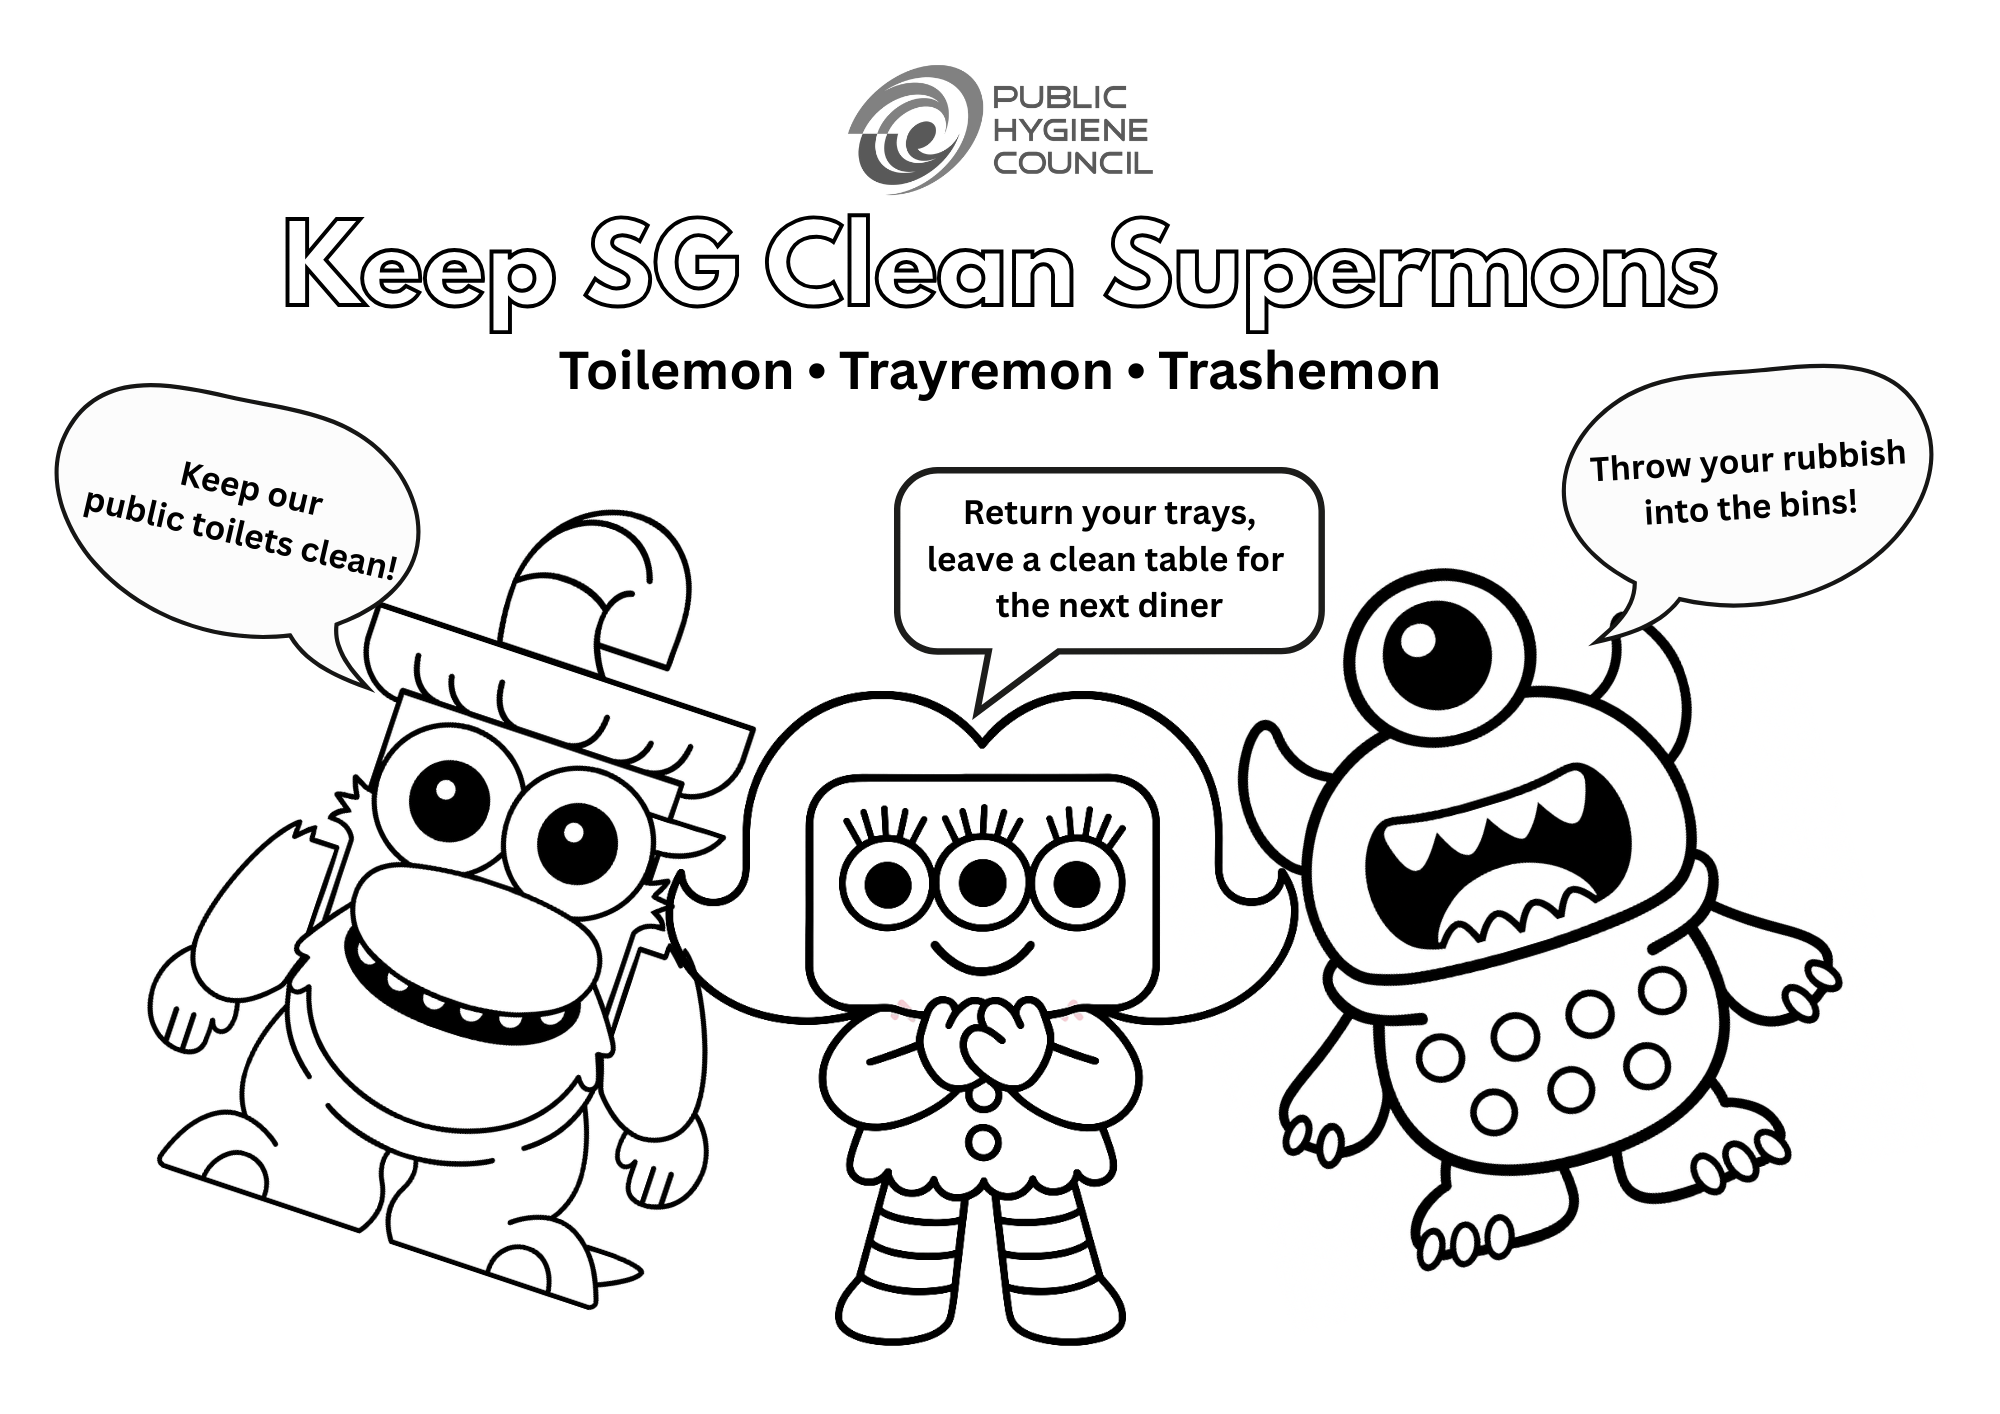 PUBLIC
HYGIENE
COUNCIL
Keep SG Clean Supermons
Toilemon • Trayremon • Trashemon
Keep our
public toilets clean!
Return your trays,
leave a clean table for
the next diner
Throw your rubbish
into the bins!